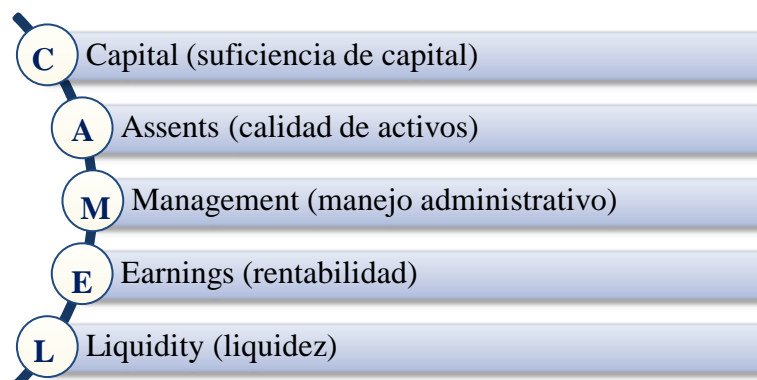 C Capital (suficiencia de capital)
A Assents (calidad de activos)
M Management (manejo administrativo)
E Earnings (rentabilidad)
L Liquidity (liquidez)